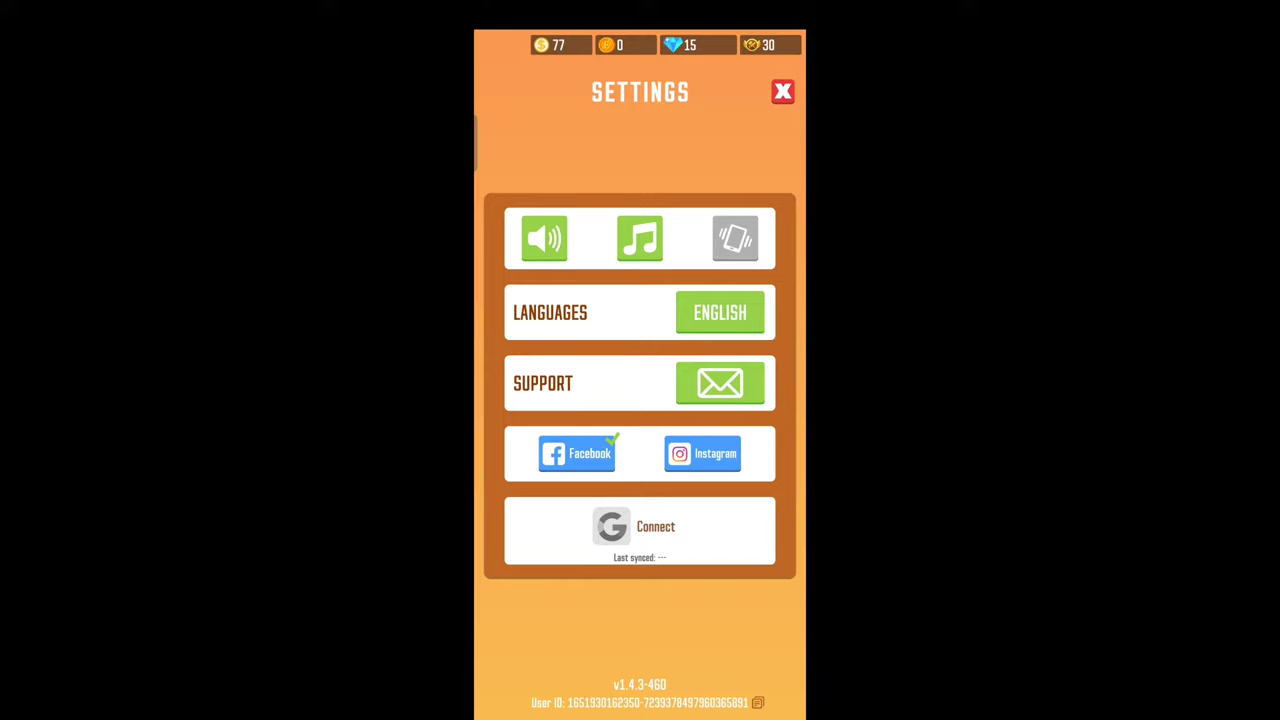 77 0 15 30
SETTINGS
X
LANGUAGES ENGLISH
SUPPORT
Facebook Instagram
Connect
Last synced: ---
v1.4.3-460
User ID: 1651930162350-7239378497960365891